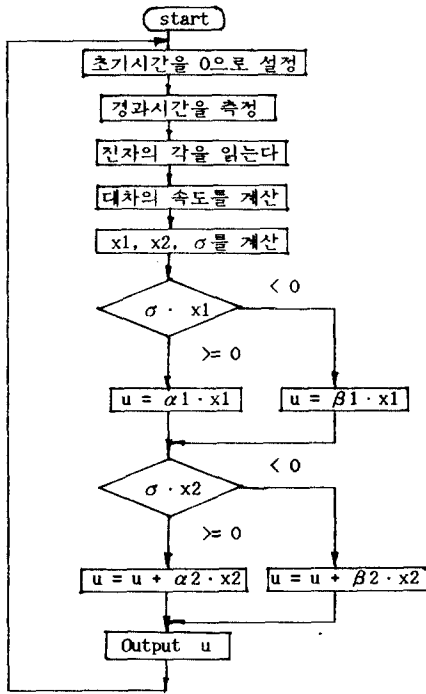 start
초기시간을 0으로 설정
경과시간을 측정
진자의 각을 읽는다
대차의 속도를 계산
x1, x2, σ를 계산
< 0
σ · x1
>= 0
u = α1 · x1
u = β1 · x1
< 0
σ · x2
>= 0
u = u + α2 · x2
u = u + β2 · x2
Output u